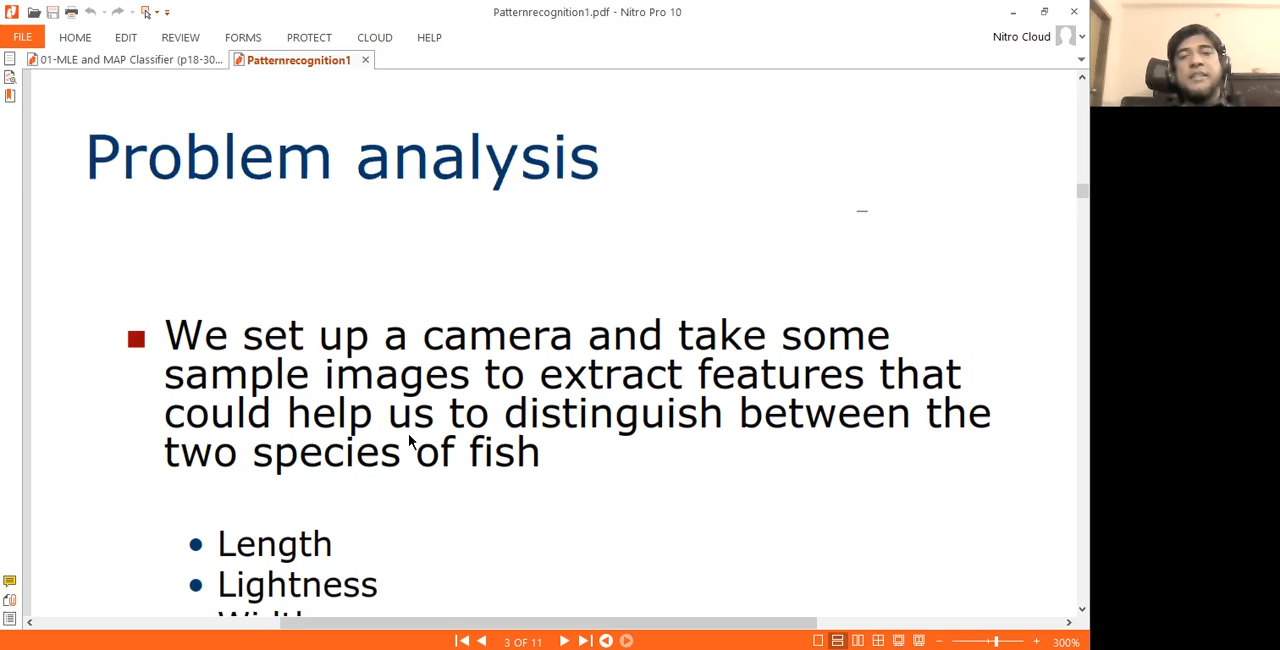 Patternrecognition1.pdf - Nitro Pro 10
FILE HOME EDIT REVIEW FORMS PROTECT CLOUD HELP
Nitro Cloud
01-MLE and MAP Classifier (p18-30... Patternrecognition1
Problem analysis
We set up a camera and take some
sample images to extract features that
could help us to distinguish between the
two species of fish
Length
Lightness
Width
3 OF 11
300%